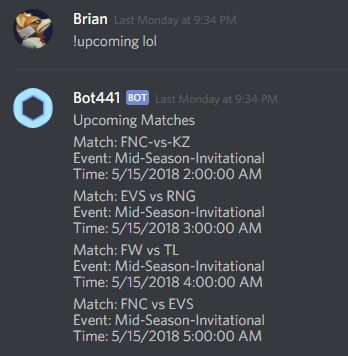 Brian Last Monday at 9:34 PM
!upcoming lol
Bot441 BOT Last Monday at 9:34 PM
Upcoming Matches
Match: FNC-vs-KZ
Event: Mid-Season-Invitational
Time: 5/15/2018 2:00:00 AM
Match: EVS vs RNG
Event: Mid-Season-Invitational
Time: 5/15/2018 3:00:00 AM
Match: FW vs TL
Event: Mid-Season-Invitational
Time: 5/15/2018 4:00:00 AM
Match: FNC vs EVS
Event: Mid-Season-Invitational
Time: 5/15/2018 5:00:00 AM